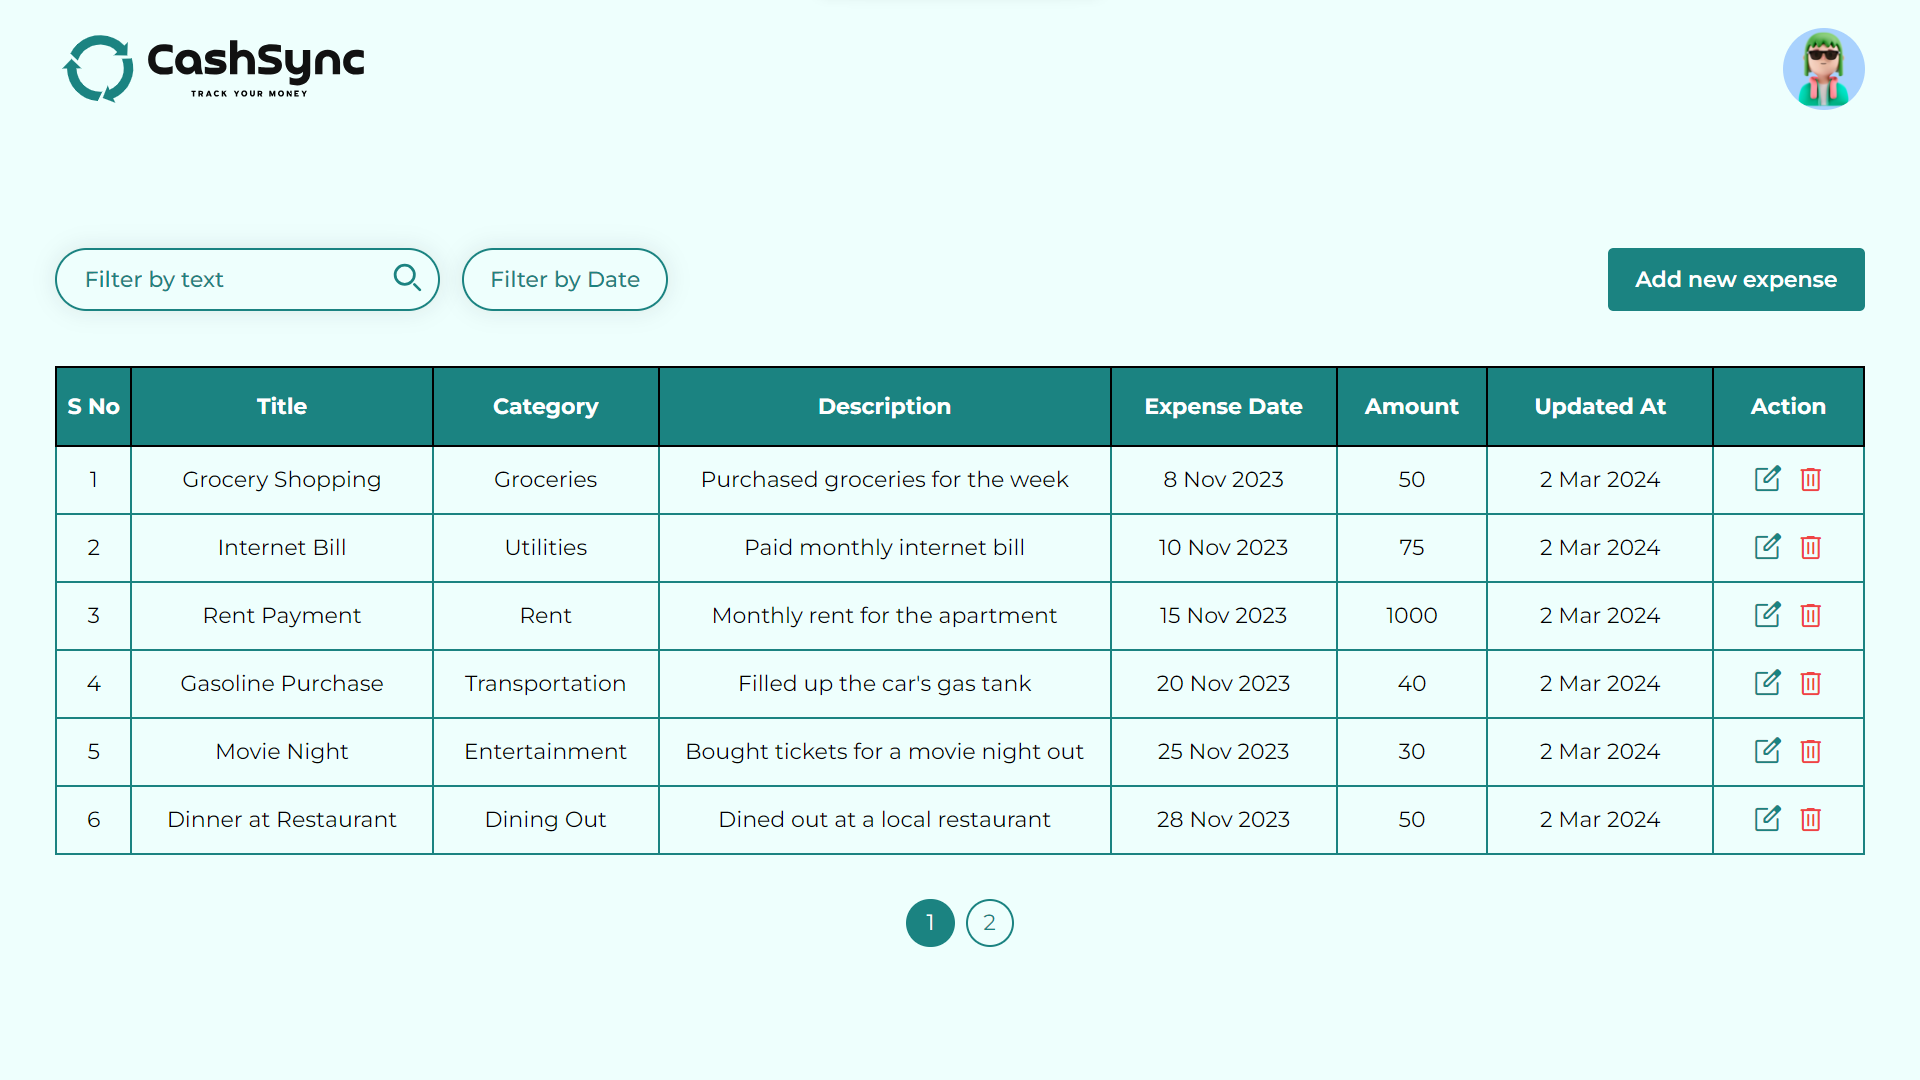 CashSync
TRACK YOUR MONEY
Filter by text
Filter by Date
Add new expense
S No Title Category Description Expense Date Amount Updated At Action
1 Grocery Shopping Groceries Purchased groceries for the week 8 Nov 2023 50 2 Mar 2024
2 Internet Bill Utilities Paid monthly internet bill 10 Nov 2023 75 2 Mar 2024
3 Rent Payment Rent Monthly rent for the apartment 15 Nov 2023 1000 2 Mar 2024
4 Gasoline Purchase Transportation Filled up the car's gas tank 20 Nov 2023 40 2 Mar 2024
5 Movie Night Entertainment Bought tickets for a movie night out 25 Nov 2023 30 2 Mar 2024
6 Dinner at Restaurant Dining Out Dined out at a local restaurant 28 Nov 2023 50 2 Mar 2024
1 2